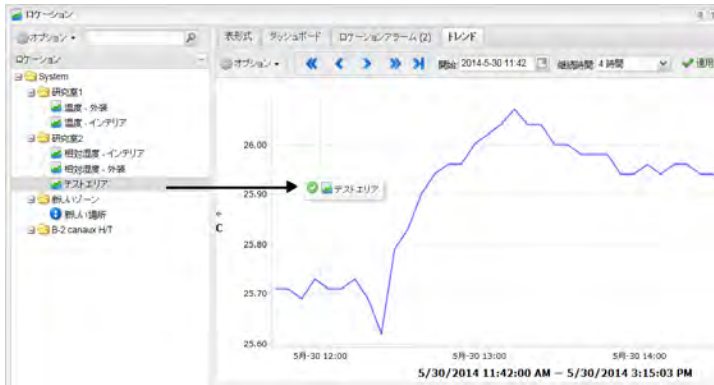 ロケーション
オプション
ロケーション
System
研究室1
温度 - 外装
温度 - インテリア
研究室2
相対湿度 - インテリア
相対湿度 - 外装
テストエリア
新しいゾーン
新しい場所
B-2 canaux H/T
表形式 ダッシュボード ロケーションアラーム (2) トレンド
オプション 開始: 2014-5-30 11:42 継続時間: 4 時間 適用
26.00
25.90
テストエリア
C
25.80
25.70
25.60
5月-30 12:00 5月-30 13:00 5月-30 14:00
5/30/2014 11:42:00 AM — 5/30/2014 3:15:03 PM